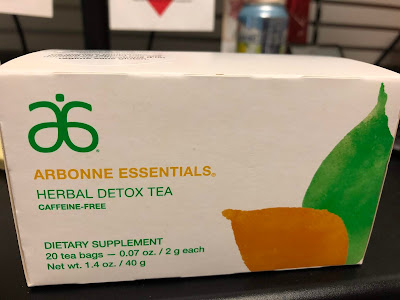 ARBONNE ESSENTIALS®
HERBAL DETOX TEA
CAFFEINE-FREE
DIETARY SUPPLEMENT
20 tea bags — 0.07 oz. / 2 g each
Net wt. 1.4 oz. / 40 g